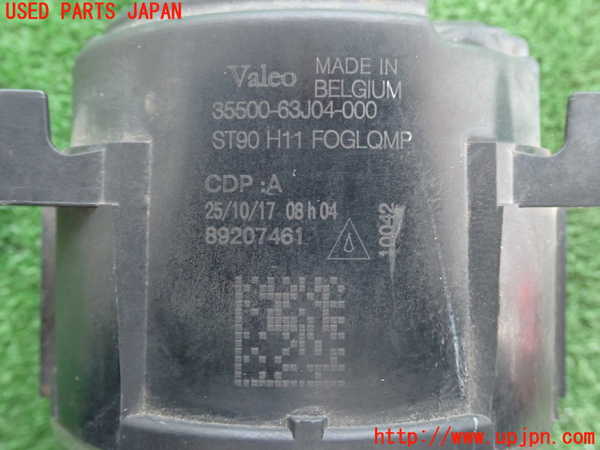 USED PARTS JAPAN
Valeo MADE IN
BELGIUM
35500-63J04-000
ST90 H11 FOGLQMP
CDP :A
25/10/17 08 h 04
89207461
10042
http://www.upjpn.com